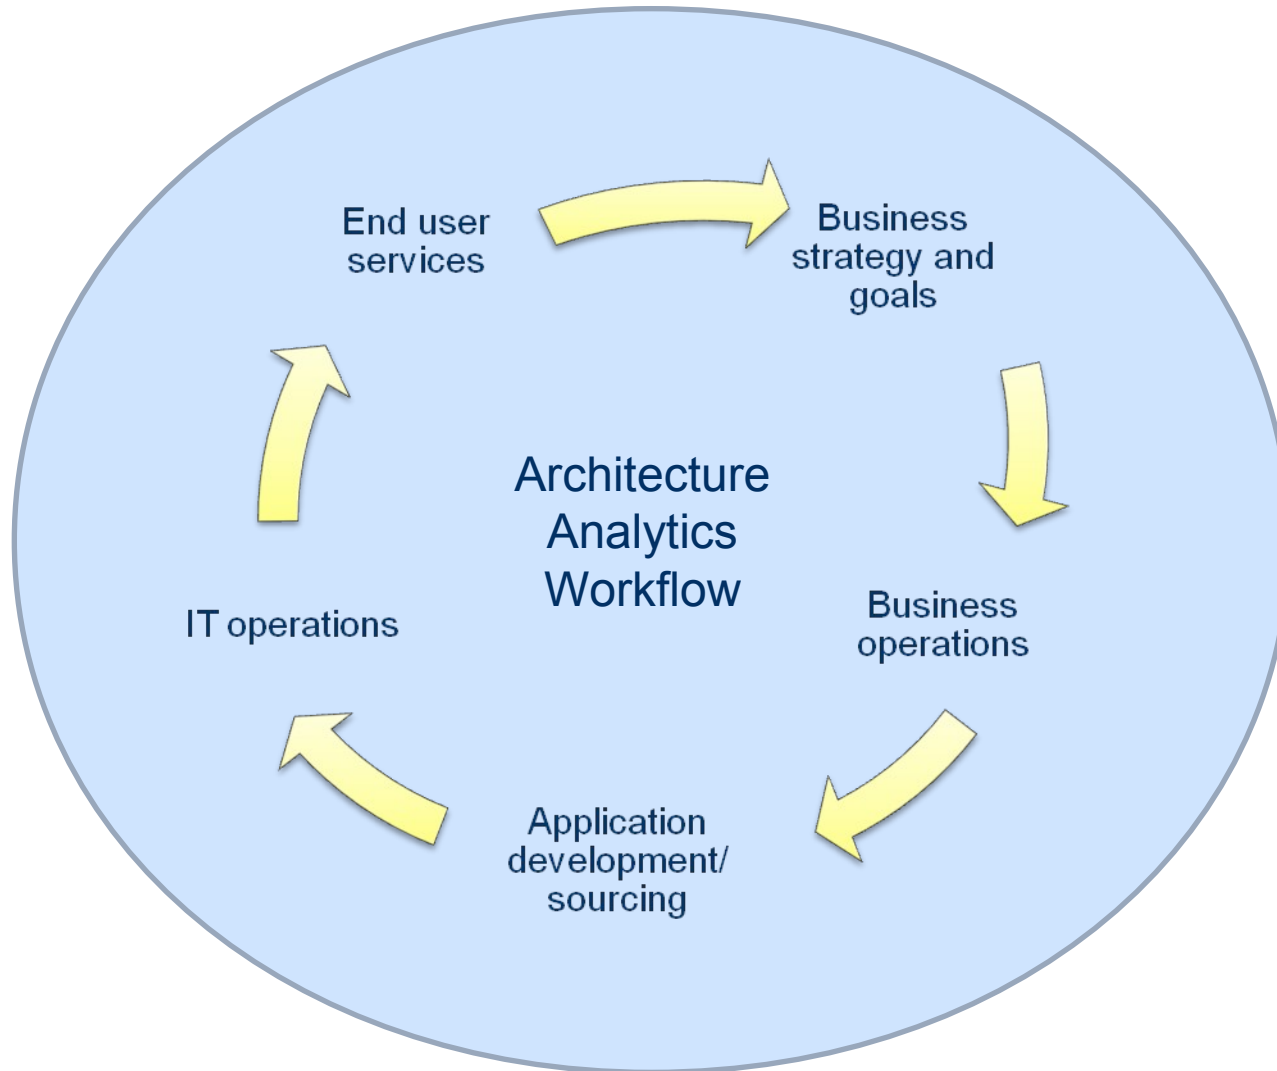 End user
services
Business
strategy and
goals
Architecture
Analytics
Workflow
Business
operations
IT operations
Application
development/
sourcing